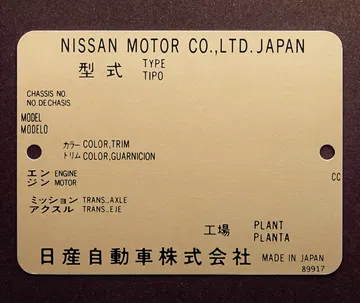 NISSAN MOTOR CO.,LTD. JAPAN
型式 TYPE
TIPO
CHASSIS NO.
NO. DE CHASIS
MODEL
MODELO
カラー COLOR,TRIM
トリム COLOR,GUARNICION
エン ENGINE
ジン MOTOR
CC
ミッション TRANS.,AXLE
アクスル TRANS.,EJE
工場 PLANT
PLANTA
日産自動車株式会社 MADE IN JAPAN
89917